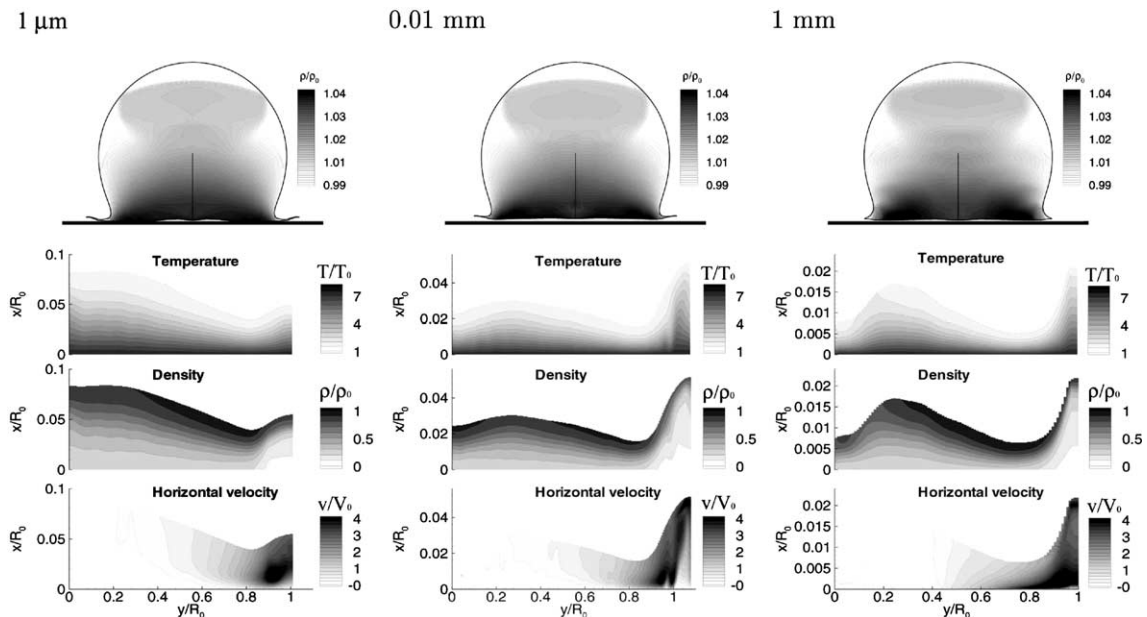 1 μm 0.01 mm 1 mm
ρ/ρ₀ ρ/ρ₀ ρ/ρ₀
1.04 1.04 1.04
1.03 1.03 1.03
1.02 1.02 1.02
1.01 1.01 1.01
0.99 0.99 0.99
Temperature Temperature Temperature
T/T₀ T/T₀ T/T₀
x/R₀ x/R₀ x/R₀
0.1 0.04 0.02
0.05 0.02 0.015
0 0 0.01
0.005
0
7 7 7
4 4 4
1 1 1
Density Density Density
ρ/ρ₀ ρ/ρ₀ ρ/ρ₀
x/R₀ x/R₀ x/R₀
0.1 0.04 0.02
0.05 0.02 0.015
0 0 0.01
0.005
0
1 1 1
0.5 0.5 0.5
0 0 0
Horizontal velocity Horizontal velocity Horizontal velocity
v/V₀ v/V₀ v/V₀
x/R₀ x/R₀ x/R₀
0.1 0.04 0.02
0.05 0.02 0.015
0 0 0.01
0.005
0
4 4 4
3 3 3
2 2 2
1 1 1
-0 -0 -0
0 0.2 0.4 0.6 0.8 1 0 0.2 0.4 0.6 0.8 1 0 0.2 0.4 0.6 0.8 1
y/R₀ y/R₀ y/R₀